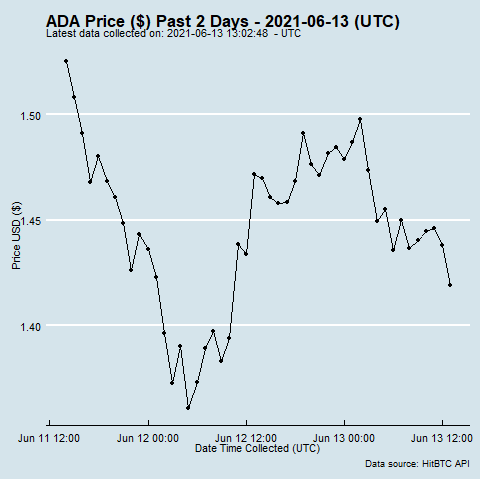 ADA Price ($) Past 2 Days - 2021-06-13 (UTC)
Latest data collected on: 2021-06-13 13:02:48 - UTC
1.50
1.45
1.40
Price USD ($)
Jun 11 12:00 Jun 12 00:00 Jun 12 12:00 Jun 13 00:00 Jun 13 12:00
Date Time Collected (UTC)
Data source: HitBTC API